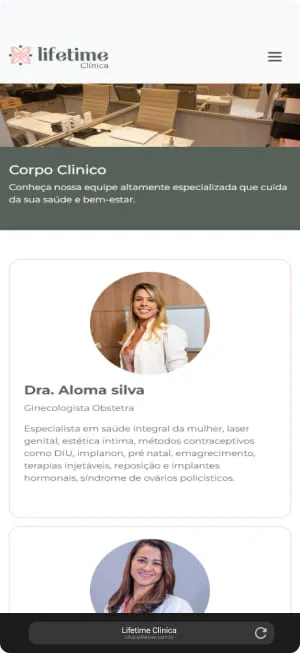 lifetime
Clínica
Corpo Clinico
Conheça nossa equipe altamente especializada que cuida
da sua saúde e bem-estar.
Dra. Aloma silva
Ginecologista Obstetra
Especialista em saúde integral da mulher, laser
genital, estética íntima, métodos contraceptivos
como DIU, implanon, pré natal, emagrecimento,
terapias injetáveis, reposição e implantes
hormonais, síndrome de ovários policísticos.
Lifetime Clinica